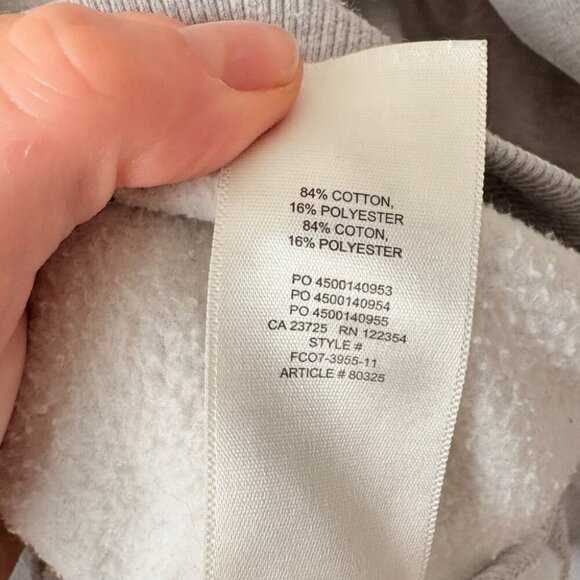 84% COTTON,
16% POLYESTER
84% COTON,
16% POLYESTER
PO 4500140953
PO 4500140954
PO 4500140955
CA 23725 RN 122354
STYLE #
FCO7-3955-11
ARTICLE # 80325